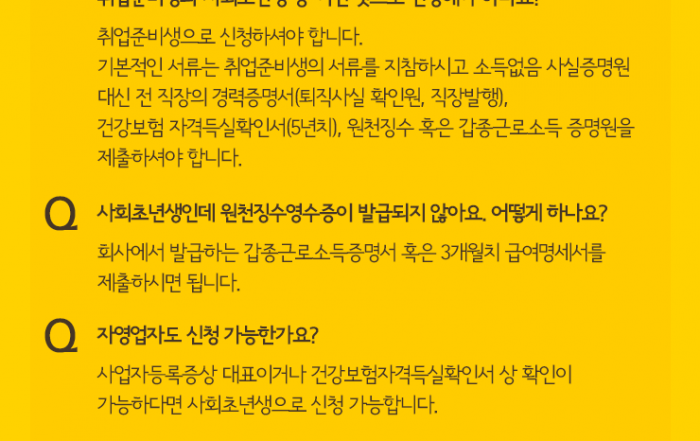 취업준비생으로 신청하셔야 합니다.
기본적인 서류는 취업준비생의 서류를 지참하시고 소득없음 사실증명원
대신 전 직장의 경력증명서(퇴직사실 확인원, 직장발행),
건강보험 자격득실확인서(5년치), 원천징수 혹은 갑종근로소득 증명원을
제출하셔야 합니다.
Q 사회초년생인데 원천징수영수증이 발급되지 않아요. 어떻게 하나요?
회사에서 발급하는 갑종근로소득증명서 혹은 3개월치 급여명세서를
제출하시면 됩니다.
Q 자영업자도 신청 가능한가요?
사업자등록증상 대표이거나 건강보험자격득실확인서 상 확인이
가능하다면 사회초년생으로 신청 가능합니다.